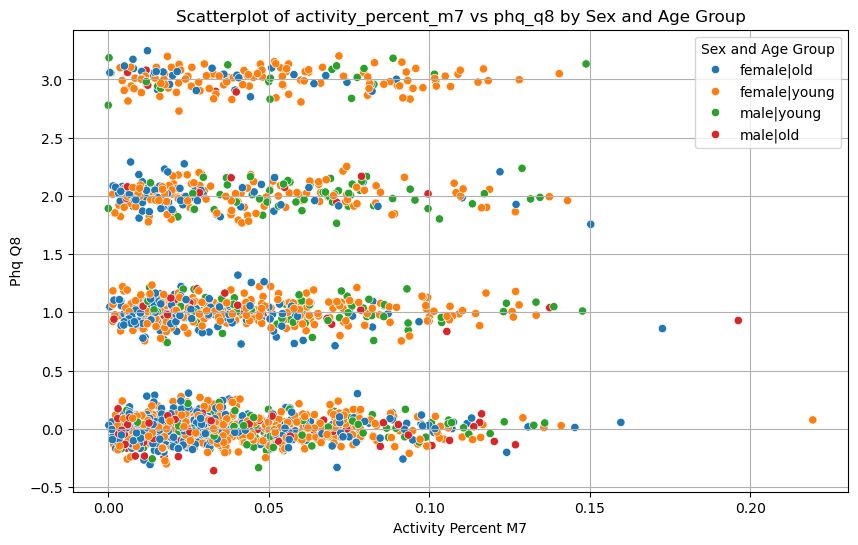 Scatterplot of activity_percent_m7 vs phq_q8 by Sex and Age Group
Sex and Age Group
female|old
female|young
male|young
male|old
3.0
2.5
2.0
1.5
1.0
0.5
0.0
−0.5
Phq Q8
0.00 0.05 0.10 0.15 0.20
Activity Percent M7